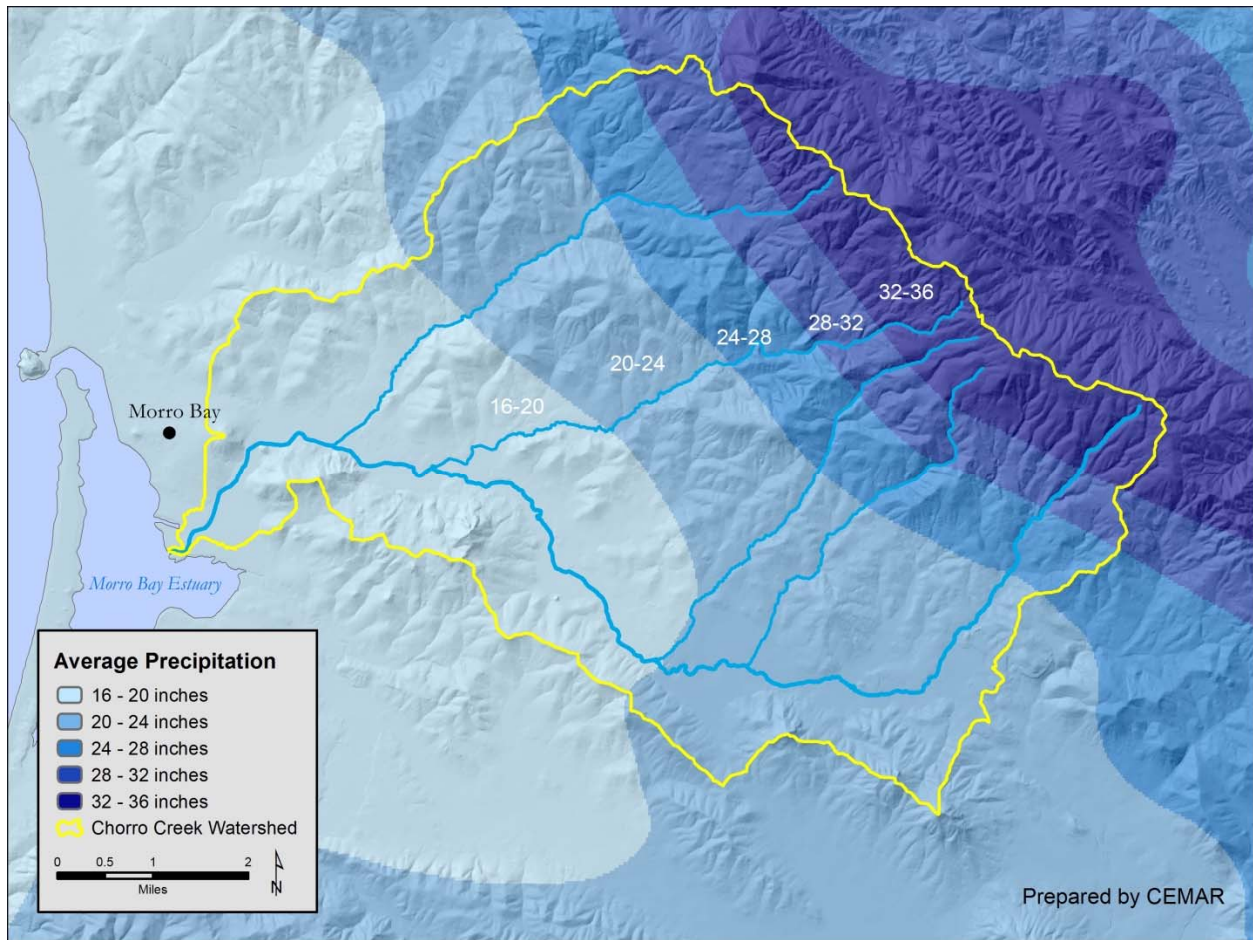 32-36
28-32
24-28
20-24
16-20
Morro Bay
Morro Bay Estuary
Average Precipitation
16 - 20 inches
20 - 24 inches
24 - 28 inches
28 - 32 inches
32 - 36 inches
Chorro Creek Watershed
0 0.5 1 2
Miles
N
Prepared by CEMAR